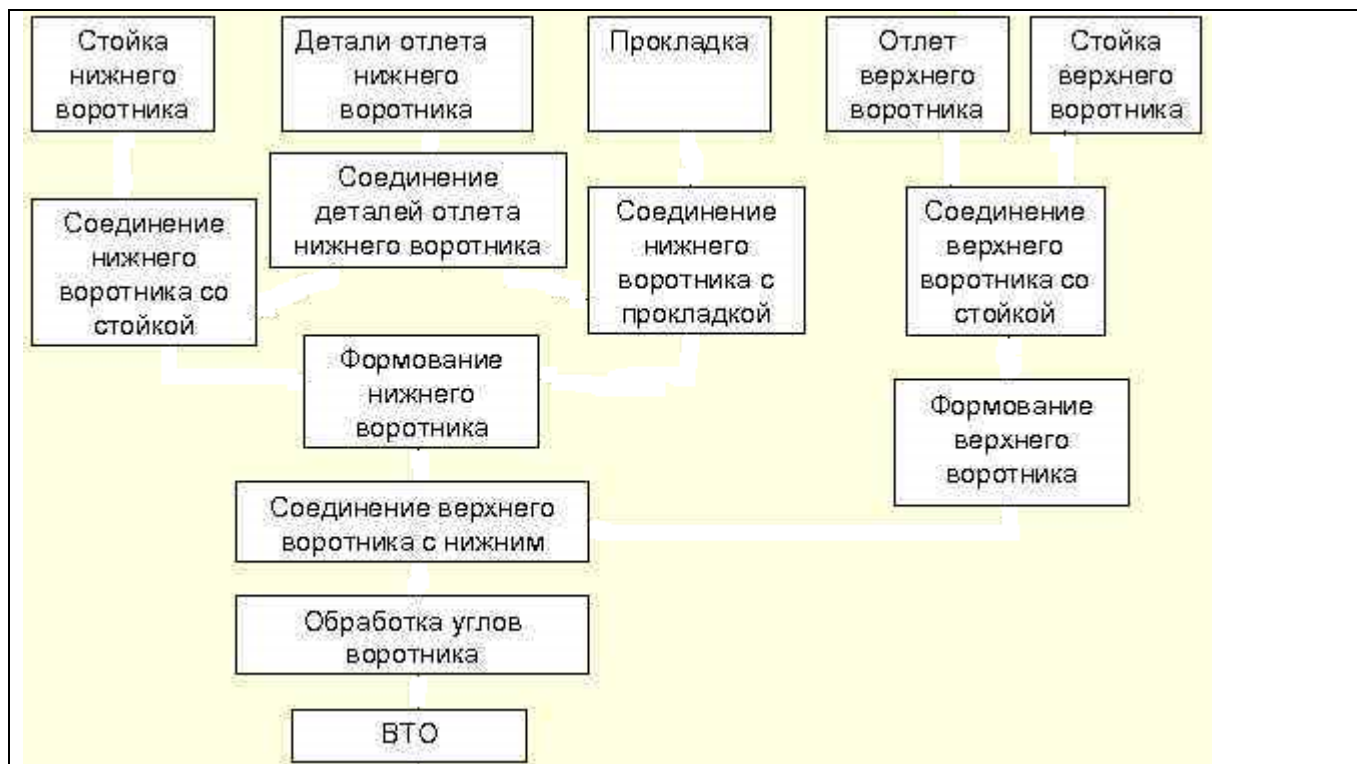 Стойка
нижнего
воротника
Детали отлета
нижнего
воротника
Прокладка
Отлет
верхнего
воротника
Стойка
верхнего
воротника
Соединение
деталей отлета
нижнего воротника
Соединение
нижнего
воротника со
стойкой
Соединение
нижнего
воротника с
прокладкой
Соединение
верхнего
воротника со
стойкой
Формование
нижнего
воротника
Формование
верхнего
воротника
Соединение верхнего
воротника с нижним
Обработка углов
воротника
ВТО